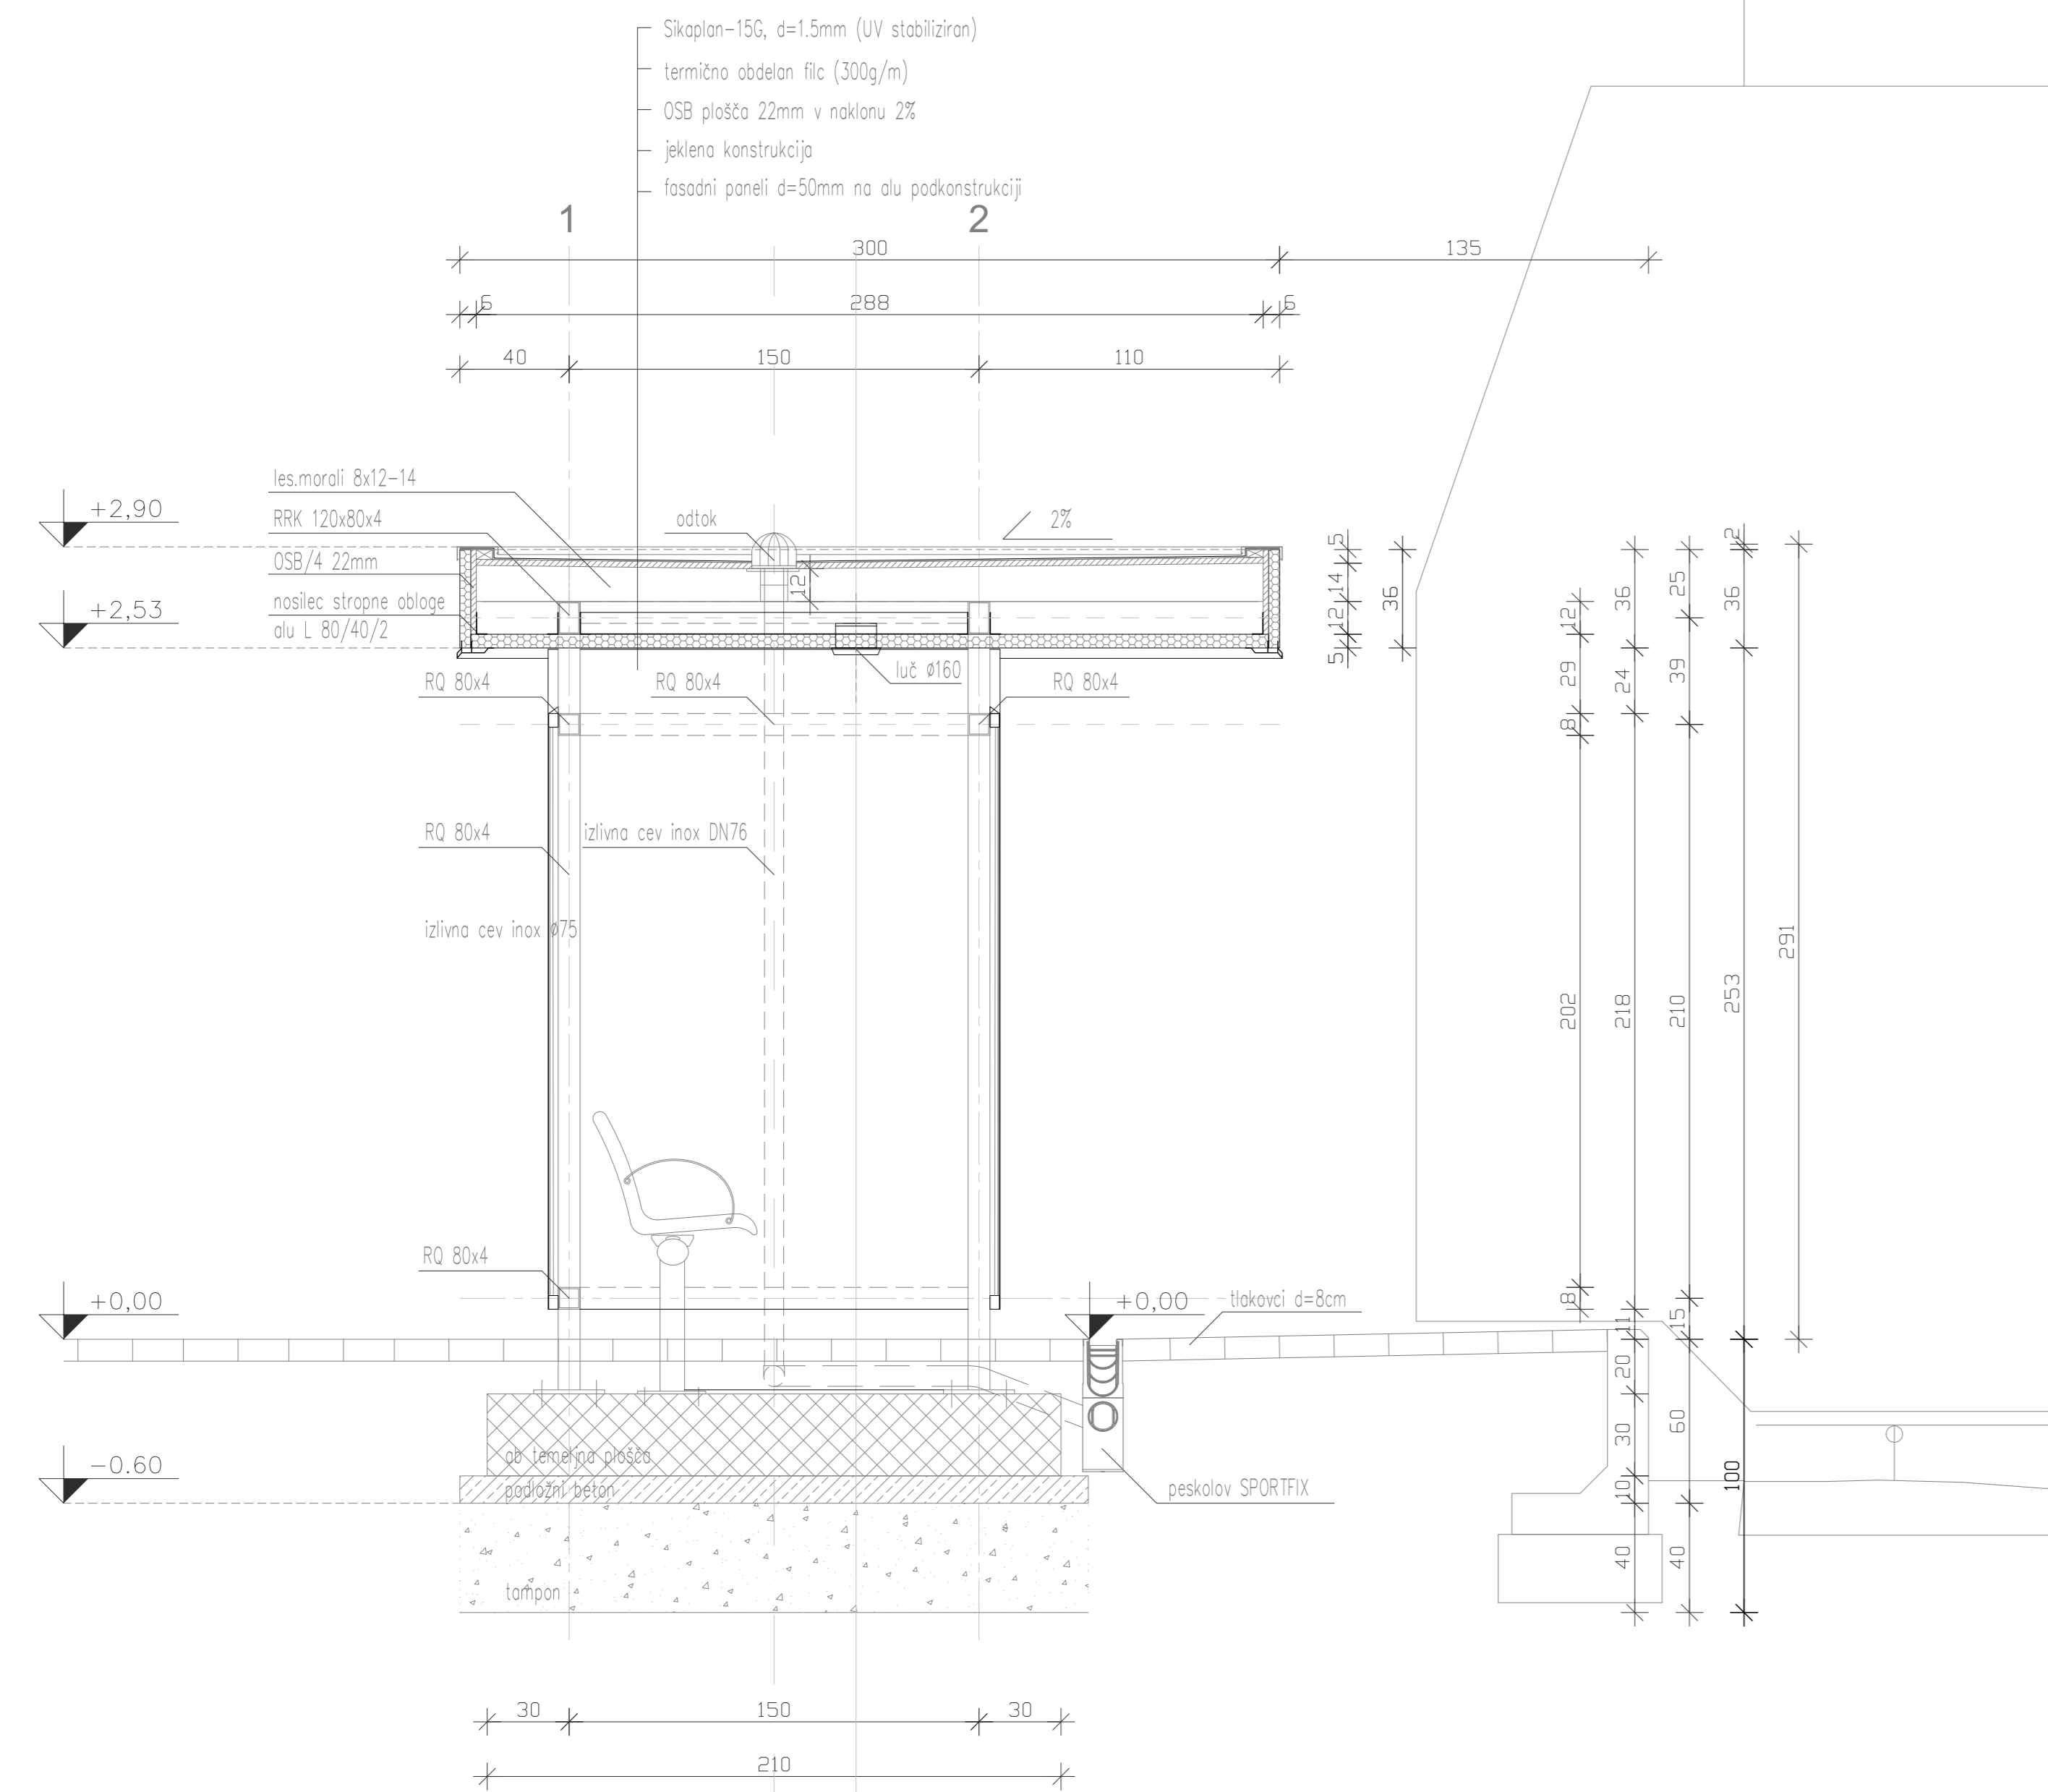 Sikaplan-15G, d=1.5mm (UV stabiliziran)
termično obdelan filc (300g/m)
OSB plošča 22mm v naklonu 2%
jeklena konstrukcija
fasadni paneli d=50mm na alu podkonstrukciji
1
2
300
135
6
288
6
40
150
110
les.morali 8x12-14
+2,90
RRK 120x80x4
odtok
2%
OSB/4 22mm
nosilec stropne obloge
alu L 80/40/2
+2,53
12
luč ø160
RQ 80x4
RQ 80x4
RQ 80x4
RQ 80x4
izlivna cev inox DN76
izlivna cev inox ø75
RQ 80x4
+0,00
+0,00
tlakovci d=8cm
-0.60
ab temeljna plošča
podložni beton
peskolov SPORTFIX
tampon
5
14
12
5
36
12
29
8
202
8
36
24
218
11
20
30
10
40
25
39
210
15
60
40
2
36
253
100
291
30
150
30
210